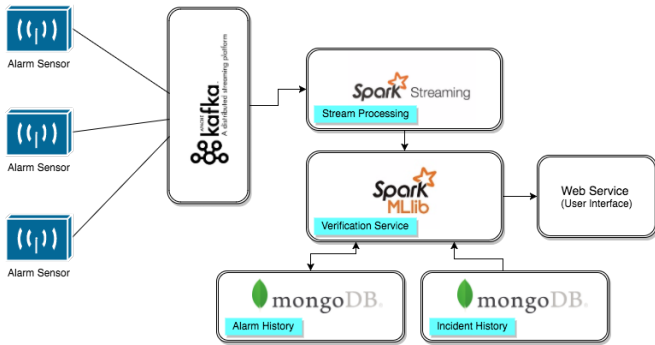 Alarm Sensor
Alarm Sensor
Alarm Sensor
APACHE
kafka
A distributed streaming platform
Spark Streaming
Stream Processing
Spark
MLlib
Verification Service
Web Service
(User Interface)
mongoDB
Alarm History
mongoDB
Incident History